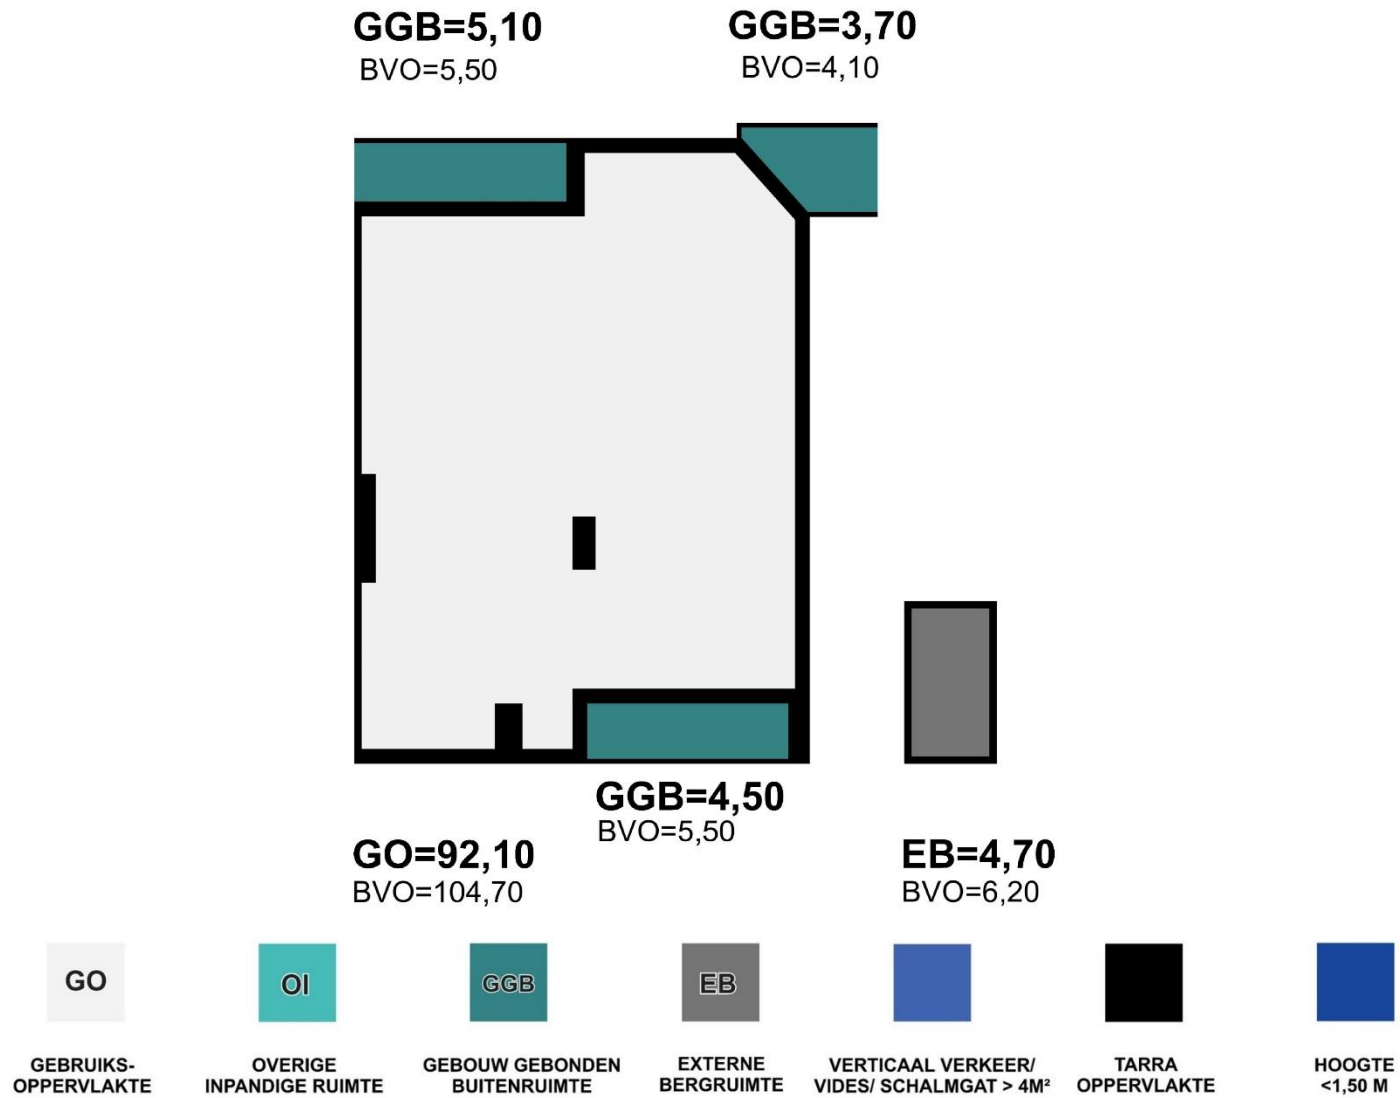 GGB=5,10
BVO=5,50
GGB=3,70
BVO=4,10
GGB=4,50
BVO=5,50
GO=92,10
BVO=104,70
EB=4,70
BVO=6,20
GO
OI
GGB
EB
GEBRUIKS-
OPPERVLAKTE
OVERIGE
INPANDIGE RUIMTE
GEBOUW GEBONDEN
BUITENRUIMTE
EXTERNE
BERGRUIMTE
VERTICAAL VERKEER/
VIDES/ SCHALMGAT > 4M²
TARRA
OPPERVLAKTE
HOOGTE
<1,50 M